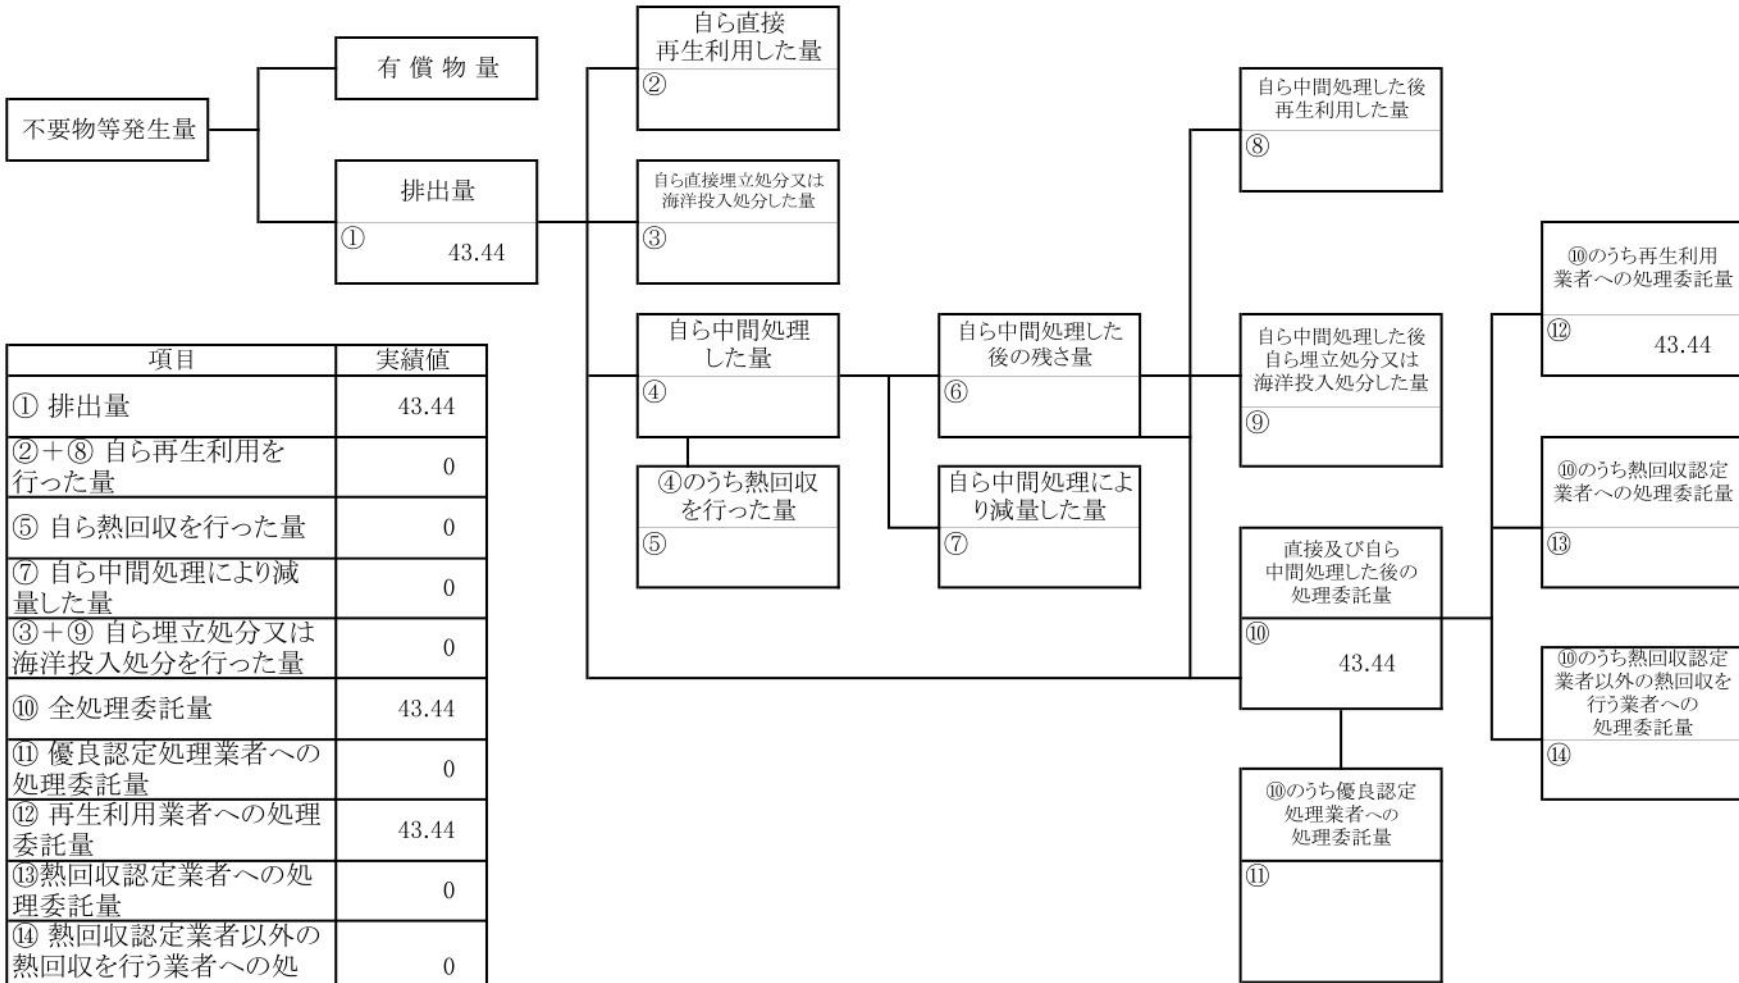 不要物等発生量
有 償 物 量
排出量
① 43.44
自ら直接
再生利用した量
②
自ら直接埋立処分又は
海洋投入処分した量
③
自ら中間処理
した量
④
④のうち熱回収
を行った量
⑤
自ら中間処理した
後の残さ量
⑥
自ら中間処理によ
り減量した量
⑦
自ら中間処理した後
再生利用した量
⑧
自ら中間処理した後
自ら埋立処分又は
海洋投入処分した量
⑨
直接及び自ら
中間処理した後の
処理委託量
⑩
43.44
⑩のうち優良認定
処理業者への
処理委託量
⑪
⑩のうち再生利用
業者への処理委託量
⑫ 43.44
⑩のうち熱回収認定
業者への処理委託量
⑬
⑩のうち熱回収認定
業者以外の熱回収を
行う業者への
処理委託量
⑭
項目 実績値
① 排出量 43.44
②+⑧ 自ら再生利用を
行った量 0
⑤ 自ら熱回収を行った量 0
⑦ 自ら中間処理により減
量した量 0
③+⑨ 自ら埋立処分又は
海洋投入処分を行った量 0
⑩ 全処理委託量 43.44
⑪ 優良認定処理業者への
処理委託量 0
⑫ 再生利用業者への処理
委託量 43.44
⑬熱回収認定業者への処
理委託量 0
⑭ 熱回収認定業者以外の
熱回収を行う業者への処 0